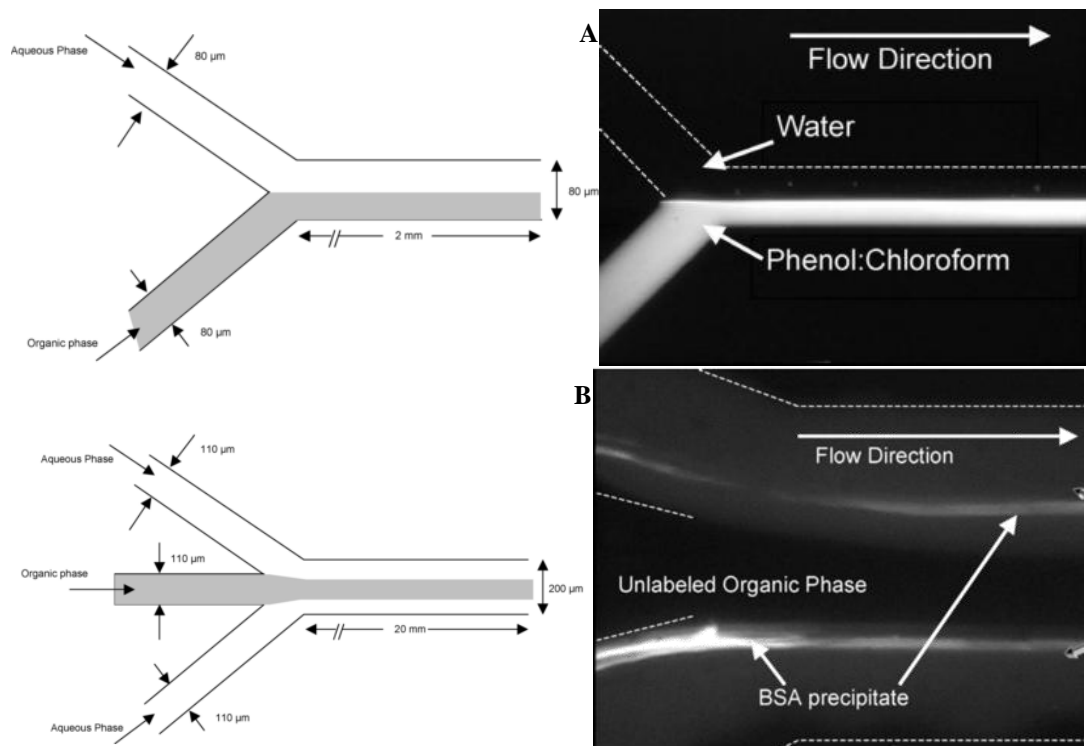 Aqueous Phase
80 µm
80 µm
2 mm
Organic phase
80 µm
A
Flow Direction
Water
Phenol:Chloroform
Aqueous Phase
110 µm
Organic phase
110 µm
200 µm
20 mm
Aqueous Phase
110 µm
B
Flow Direction
Unlabeled Organic Phase
BSA precipitate